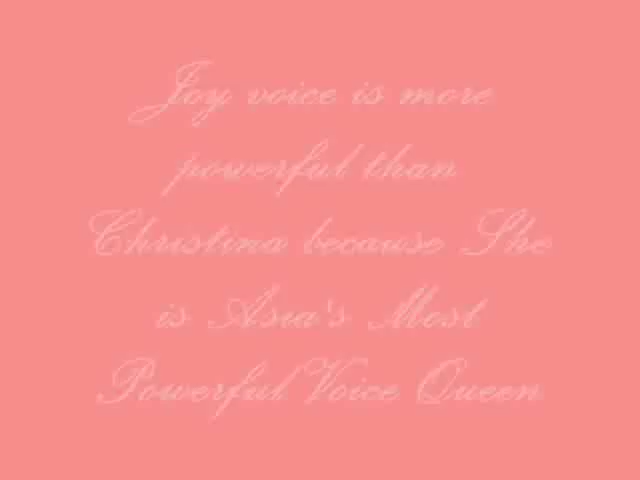 Joy voice is more
powerful than
Christina because She
is Asia's Most
Powerful Voice Queen